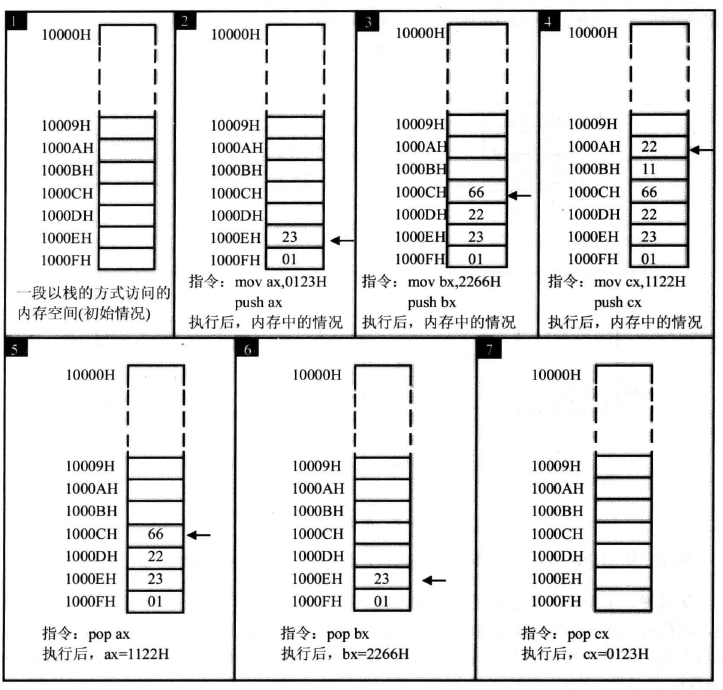 1
10000H
10009H
1000AH
1000BH
1000CH
1000DH
1000EH
1000FH
一段以栈的方式访问的
内存空间(初始情况)
2
10000H
10009H
1000AH
1000BH
1000CH
1000DH
1000EH 23
1000FH 01
指令：mov ax,0123H
push ax
执行后，内存中的情况
3
10000H
10009H
1000AH
1000BH
1000CH 66
1000DH 22
1000EH 23
1000FH 01
指令：mov bx,2266H
push bx
执行后，内存中的情况
4
10000H
10009H
1000AH 22
1000BH 11
1000CH 66
1000DH 22
1000EH 23
1000FH 01
指令：mov cx,1122H
push cx
执行后，内存中的情况
5
10000H
10009H
1000AH
1000BH
1000CH 66
1000DH 22
1000EH 23
1000FH 01
指令：pop ax
执行后，ax=1122H
6
10000H
10009H
1000AH
1000BH
1000CH
1000DH
1000EH 23
1000FH 01
指令：pop bx
执行后，bx=2266H
7
10000H
10009H
1000AH
1000BH
1000CH
1000DH
1000EH
1000FH
指令：pop cx
执行后，cx=0123H